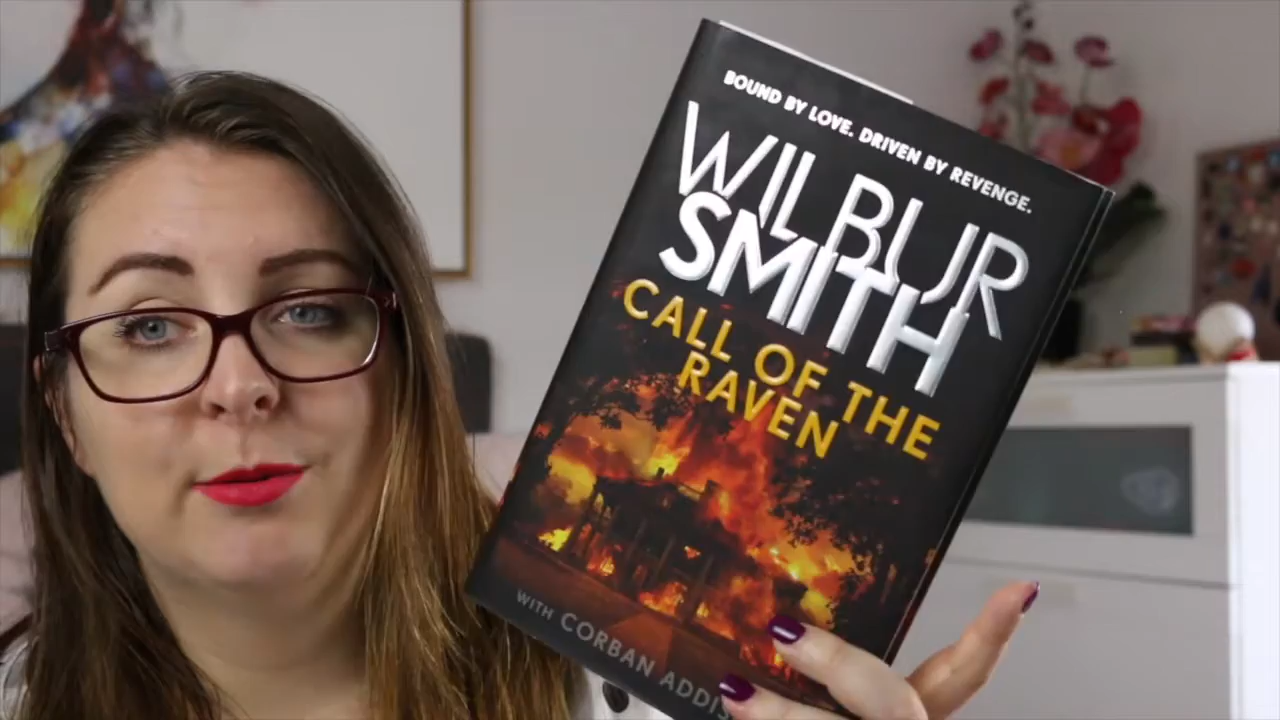 BOUND BY LOVE. DRIVEN BY REVENGE.
WILBUR
SMITH
CALL OF THE
RAVEN
WITH CORBAN